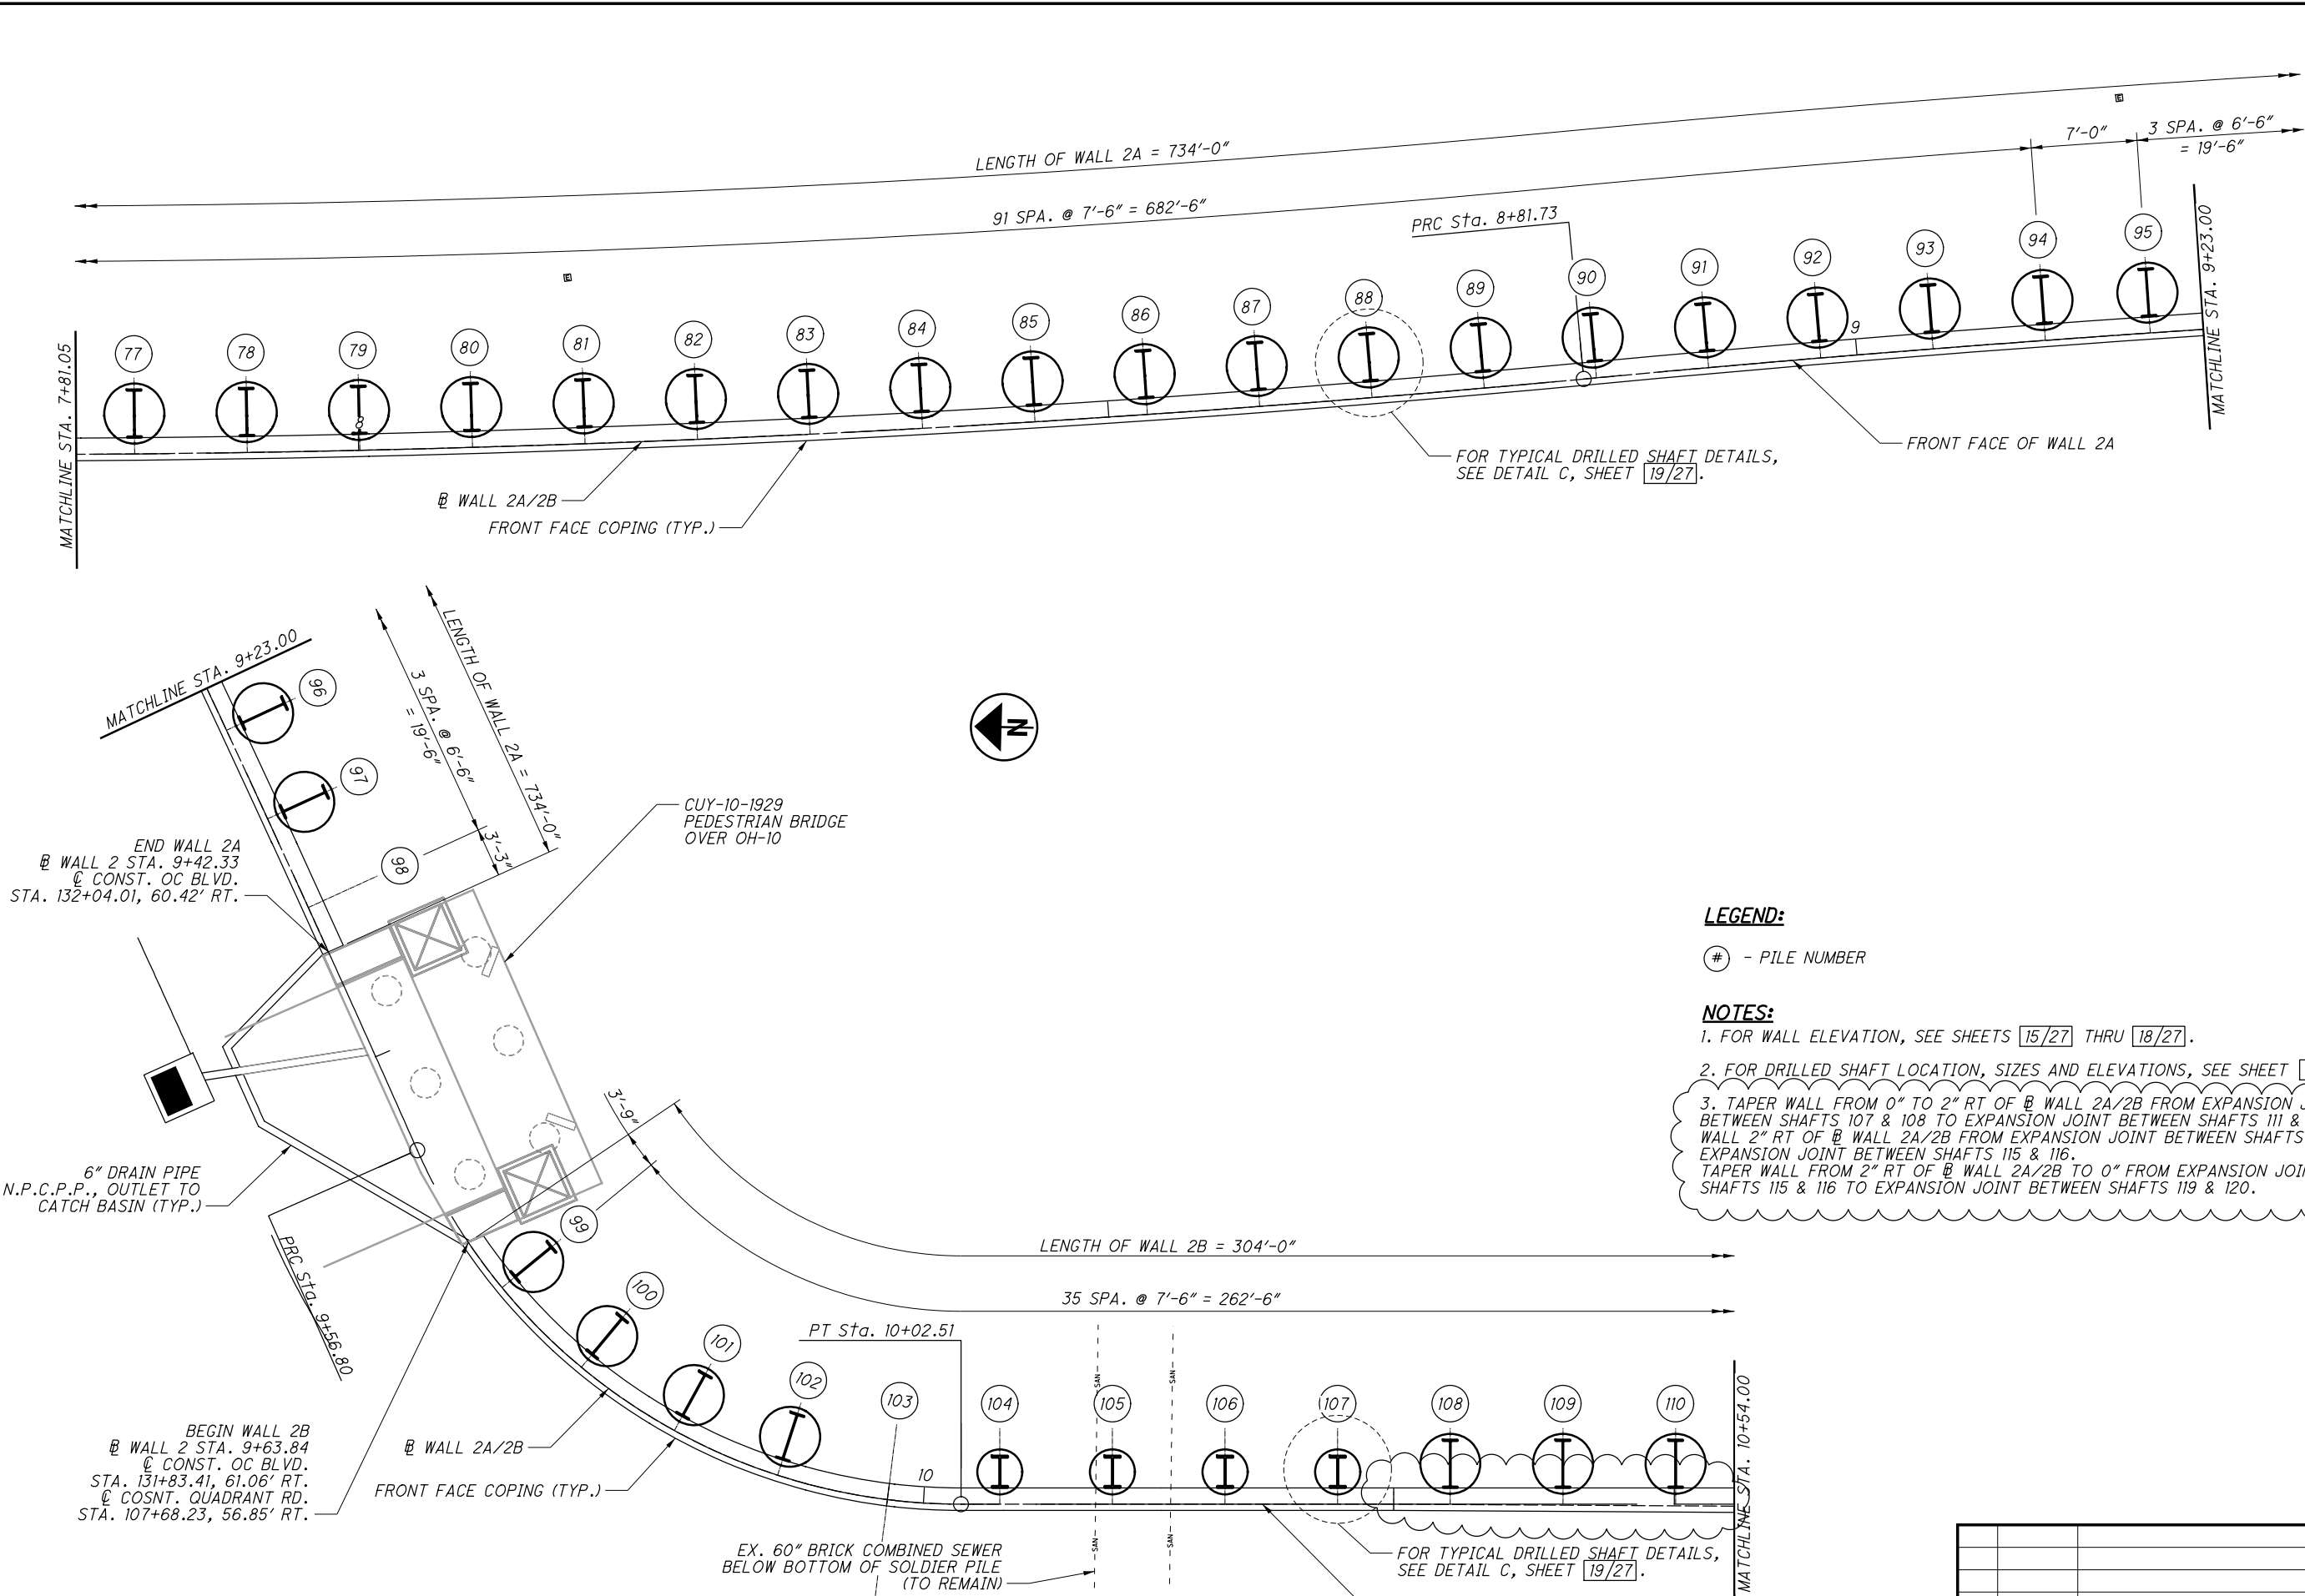 LENGTH OF WALL 2A = 734'-0"
7'-0"
3 SPA. @ 6'-6"
= 19'-6"
91 SPA. @ 7'-6" = 682'-6"
PRC Sta. 8+81.73
MATCHLINE STA. 7+81.05
77
78
79
80
81
82
83
84
85
86
87
88
89
90
91
92
93
94
95
8
9
MATCHLINE STA. 9+23.00
FRONT FACE OF WALL 2A
FOR TYPICAL DRILLED SHAFT DETAILS,
SEE DETAIL C, SHEET 19/27.
℄ WALL 2A/2B
FRONT FACE COPING (TYP.)
MATCHLINE STA. 9+23.00
96
97
98
3 SPA. @ 6'-6"
= 19'-6"
LENGTH OF WALL 2A = 734'-0"
3'-3"
N
CUY-10-1929
PEDESTRIAN BRIDGE
OVER OH-10
END WALL 2A
℄ WALL 2 STA. 9+42.33
℄ CONST. OC BLVD.
STA. 132+04.01, 60.42' RT.
LEGEND:
# - PILE NUMBER
NOTES:
1. FOR WALL ELEVATION, SEE SHEETS 15/27 THRU 18/27.
2. FOR DRILLED SHAFT LOCATION, SIZES AND ELEVATIONS, SEE SHEET
3. TAPER WALL FROM 0" TO 2" RT OF ℄ WALL 2A/2B FROM EXPANSION
BETWEEN SHAFTS 107 & 108 TO EXPANSION JOINT BETWEEN SHAFTS 111 &
WALL 2" RT OF ℄ WALL 2A/2B FROM EXPANSION JOINT BETWEEN SHAFTS
EXPANSION JOINT BETWEEN SHAFTS 115 & 116.
TAPER WALL FROM 2" RT OF ℄ WALL 2A/2B TO 0" FROM EXPANSION
SHAFTS 115 & 116 TO EXPANSION JOINT BETWEEN SHAFTS 119 & 120.
6" DRAIN PIPE
N.P.C.P.P., OUTLET TO
CATCH BASIN (TYP.)
PRC Sta. 9+56.80
3'-9"
LENGTH OF WALL 2B = 304'-0"
35 SPA. @ 7'-6" = 262'-6"
PT Sta. 10+02.51
99
100
101
102
103
104
105
106
107
108
109
110
10
SAN
SAN
SAN
SAN
MATCHLINE STA. 10+54.00
BEGIN WALL 2B
℄ WALL 2 STA. 9+63.84
℄ CONST. OC BLVD.
STA. 131+83.41, 61.06' RT.
℄ COSNT. QUADRANT RD.
STA. 107+68.23, 56.85' RT.
℄ WALL 2A/2B
FRONT FACE COPING (TYP.)
EX. 60" BRICK COMBINED SEWER
BELOW BOTTOM OF SOLDIER PILE
(TO REMAIN)
FOR TYPICAL DRILLED SHAFT DETAILS,
SEE DETAIL C, SHEET 19/27.